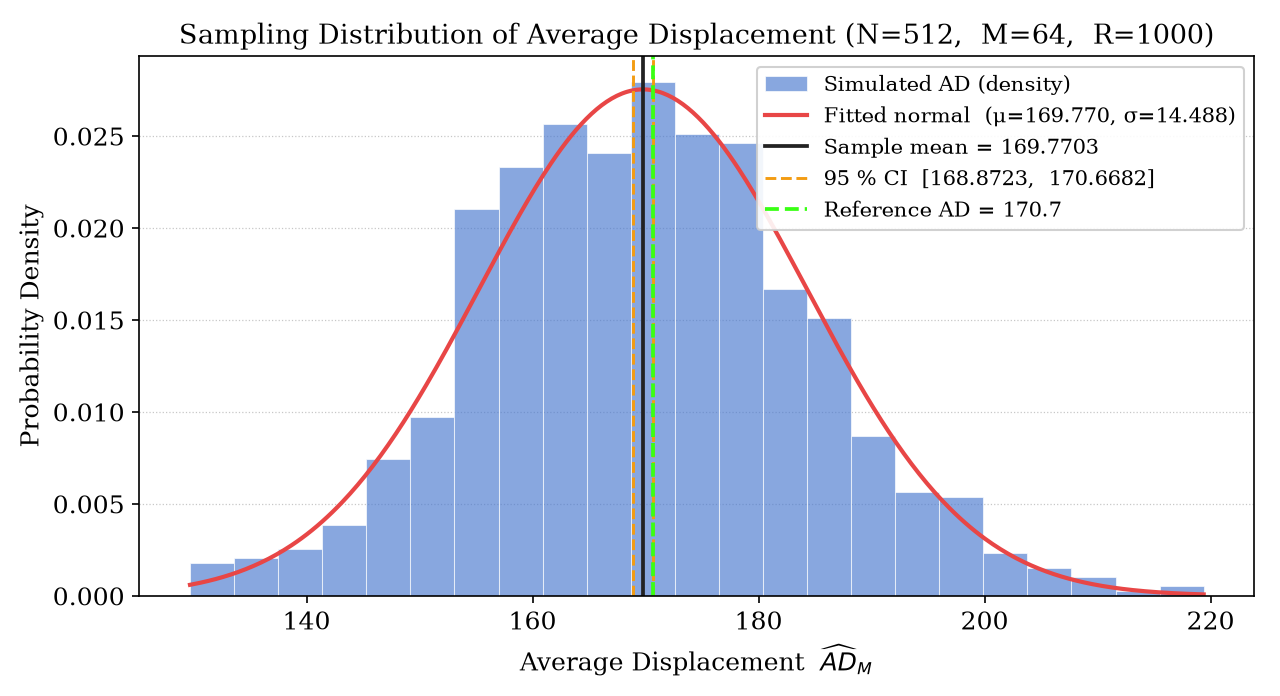 Sampling Distribution of Average Displacement (N=512,  M=64,  R=1000)
Simulated AD (density)
Fitted normal  (μ=169.770, σ=14.488)
Sample mean = 169.7703
95 % CI  [168.8723,  170.6682]
Reference AD = 170.7
Probability Density
0.025
0.020
0.015
0.010
0.005
0.000
140 160 180 200 220
Average Displacement  $\widehat{AD}_M$